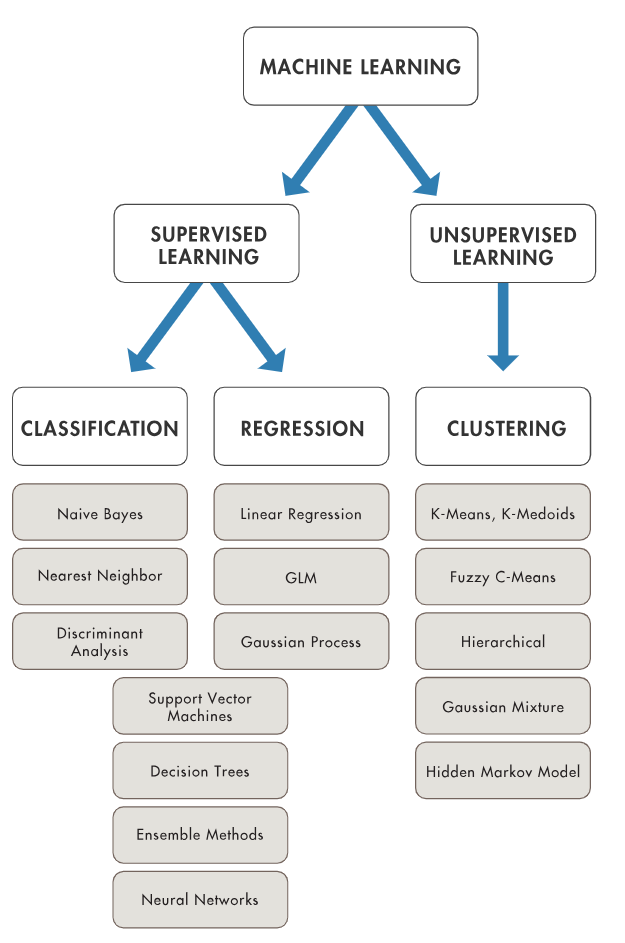 MACHINE LEARNING
SUPERVISED
LEARNING
UNSUPERVISED
LEARNING
CLASSIFICATION
REGRESSION
CLUSTERING
Naive Bayes
Linear Regression
K-Means, K-Medoids
Nearest Neighbor
GLM
Fuzzy C-Means
Discriminant
Analysis
Gaussian Process
Hierarchical
Support Vector
Machines
Gaussian Mixture
Decision Trees
Hidden Markov Model
Ensemble Methods
Neural Networks